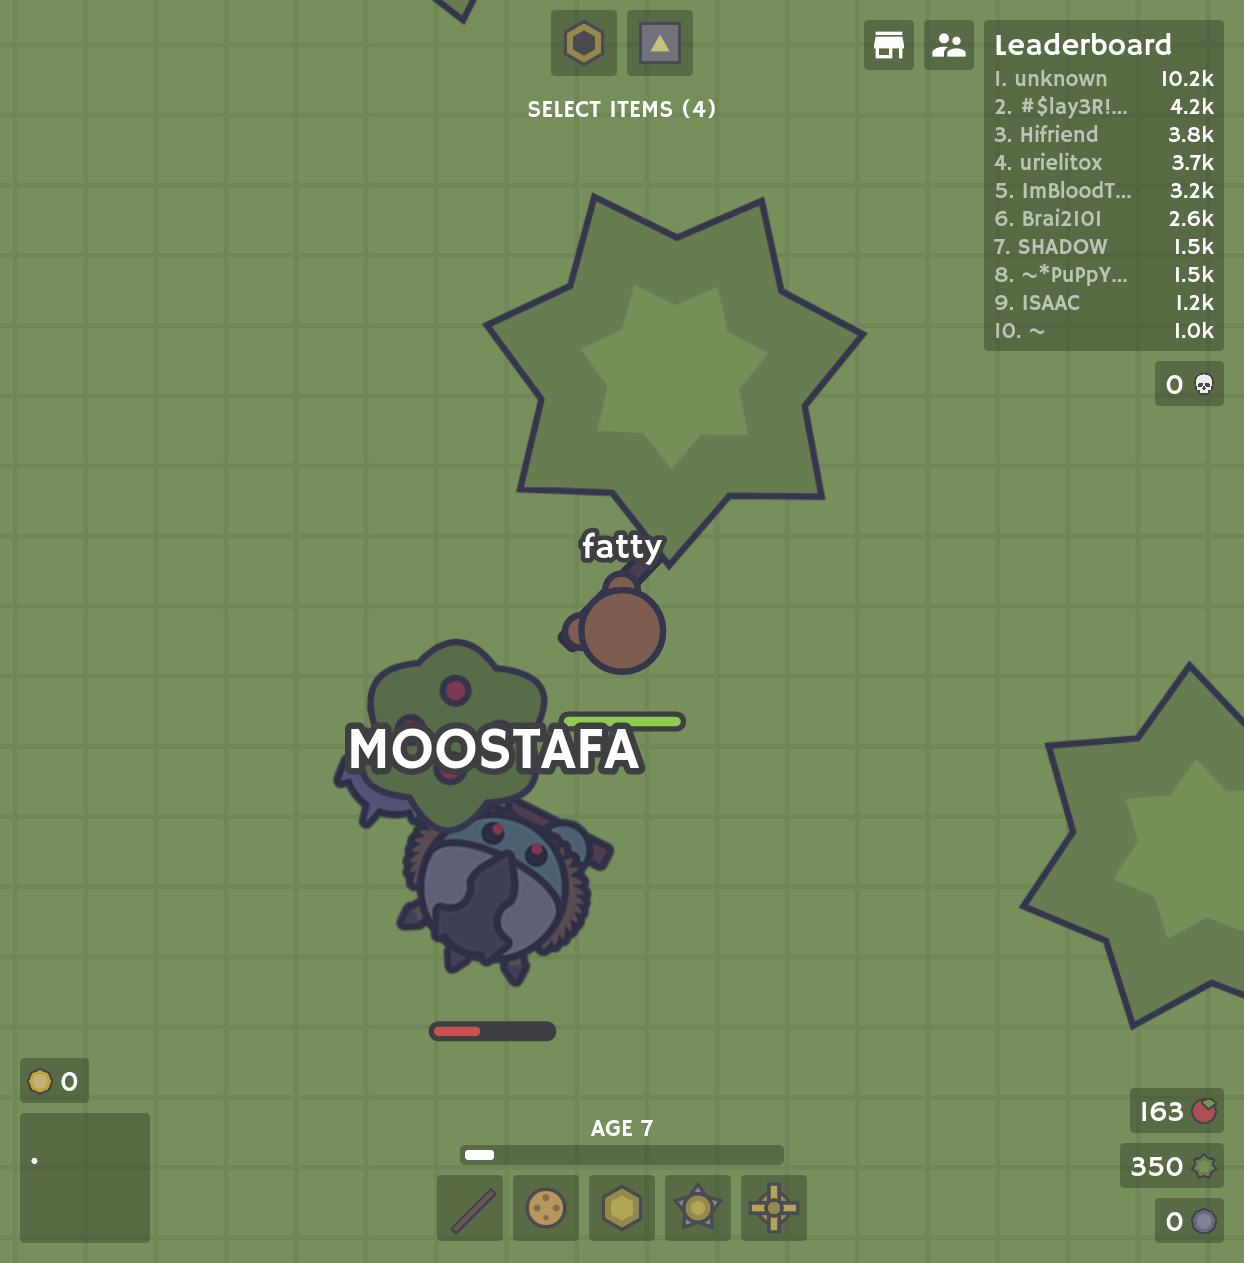 SELECT ITEMS (4)
Leaderboard
1. unknown 10.2k
2. #$lay3R!... 4.2k
3. Hifriend 3.8k
4. urielitox 3.7k
5. ImBloodT... 3.2k
6. Brai2101 2.6k
7. SHADOW 1.5k
8. ~*PuPpY... 1.5k
9. ISAAC 1.2k
10. ~ 1.0k
0
fatty
MOOSTAFA
0
AGE 7
163
350
0